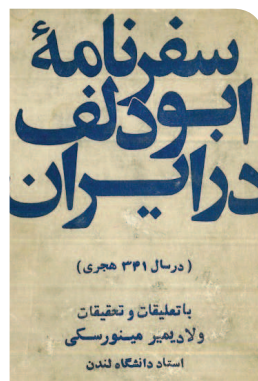 سفرنامهٔ
ابودلف
در ایران
(در سال ۳۴۱ هجری)
با تعلیقات و تحقیقات
ولادیمیر مینورسکی
استاد دانشگاه لندن